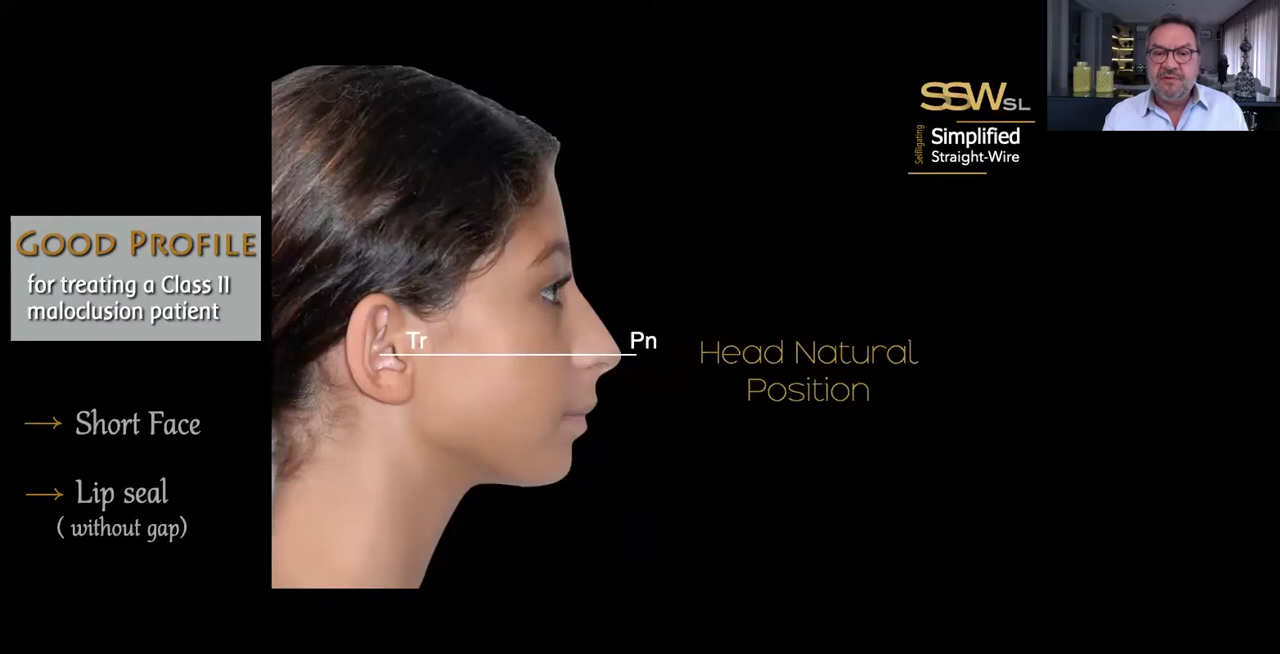 GOOD PROFILE
for treating a Class II
maloclusion patient
→ Short Face
→ Lip seal
( without gap)
Tr
Pn
Head Natural
Position
SSWSL
Selfligating
Simplified
Straight-Wire